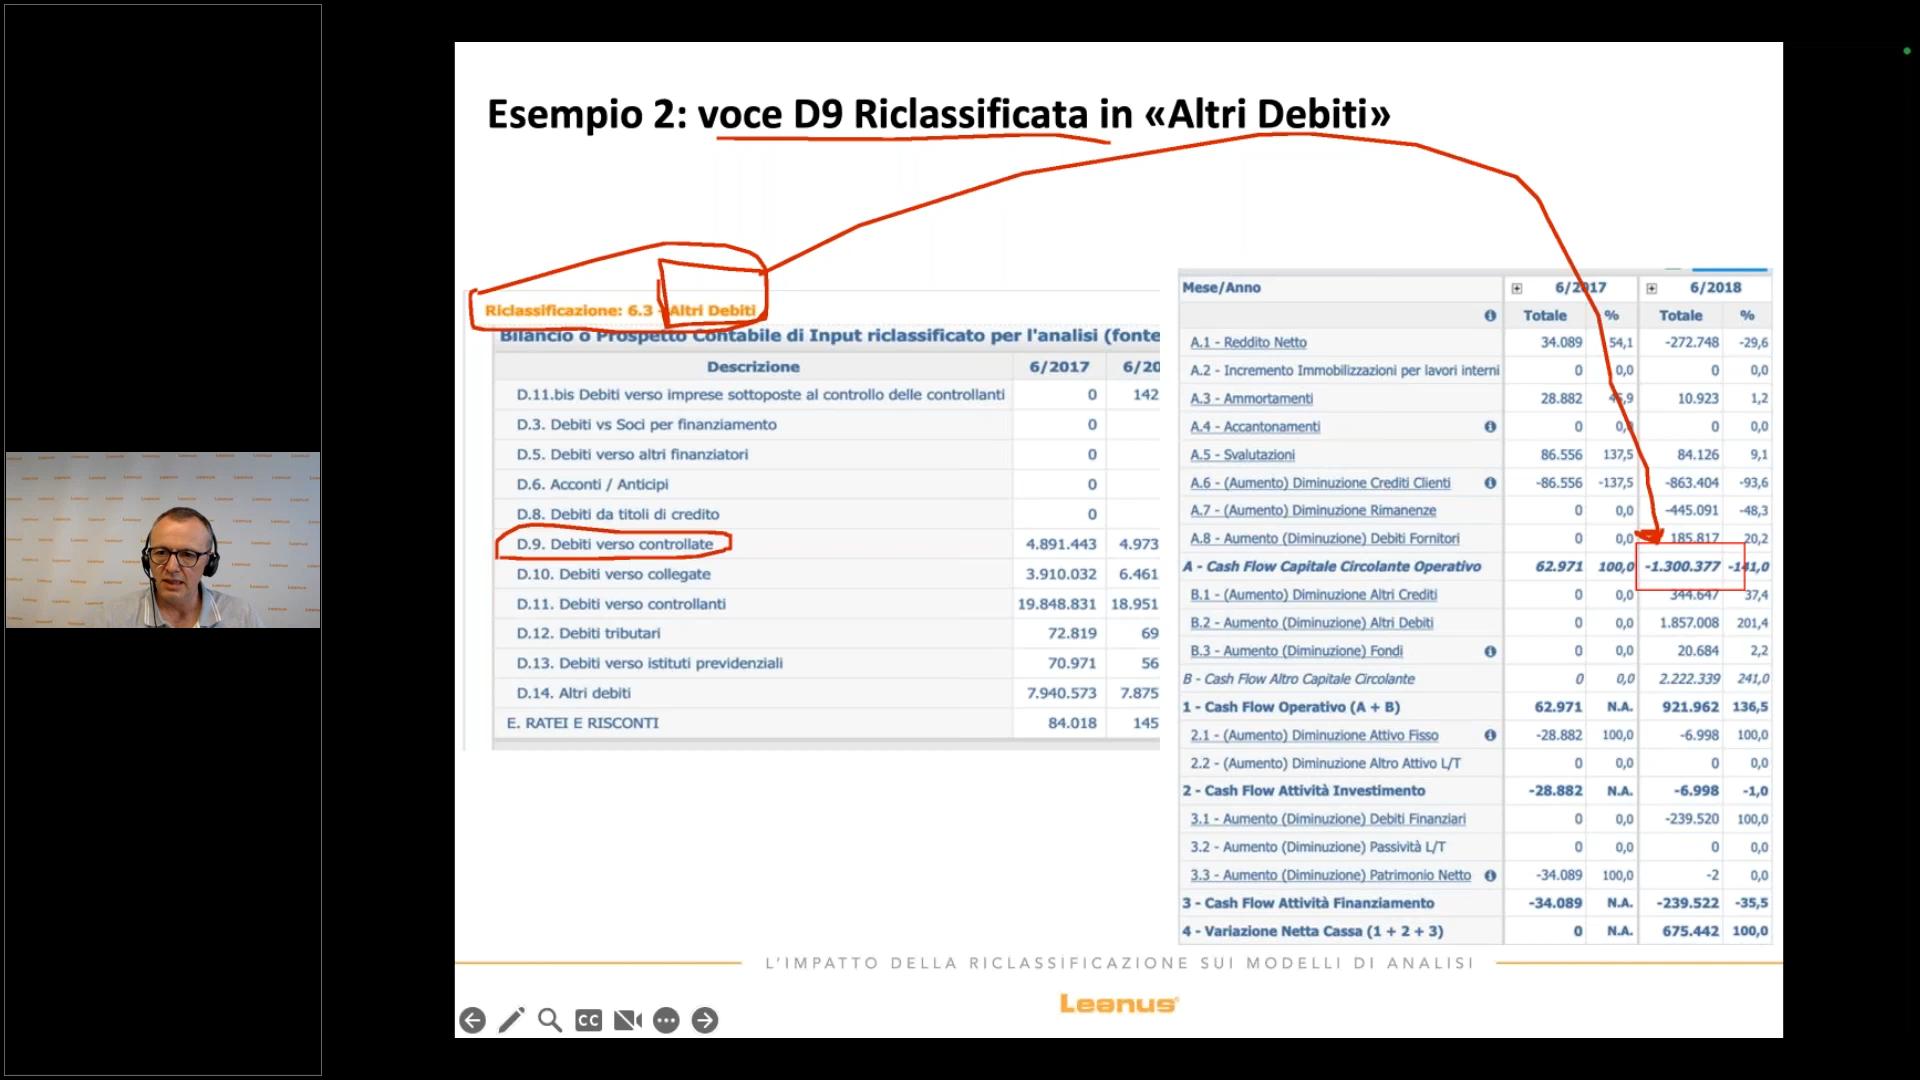 Esempio 2: voce D9 Riclassificata in «Altri Debiti»
Riclassificazione: 6.3 - Altri Debiti
Bilancio o Prospetto Contabile di Input riclassificato per l'analisi (fonte
Descrizione 6/2017 6/20
D.11.bis Debiti verso imprese sottoposte al controllo delle controllanti 0 142
D.3. Debiti vs Soci per finanziamento 0
D.5. Debiti verso altri finanziatori 0
D.6. Acconti / Anticipi 0
D.8. Debiti da titoli di credito 0
D.9. Debiti verso controllate 4.891.443 4.973
D.10. Debiti verso collegate 3.910.032 6.461
D.11. Debiti verso controllanti 19.848.831 18.951
D.12. Debiti tributari 72.819 69
D.13. Debiti verso istituti previdenziali 70.971 56
D.14. Altri debiti 7.940.573 7.875
E. RATEI E RISCONTI 84.018 145
Mese/Anno 6/2017 6/2018
Totale % Totale %
A.1 - Reddito Netto 34.089 54,1 -272.748 -29,6
A.2 - Incremento Immobilizzazioni per lavori interni 0 0,0 0 0,0
A.3 - Ammortamenti 28.882 45,9 10.923 1,2
A.4 - Accantonamenti 0 0,0 0 0,0
A.5 - Svalutazioni 86.556 137,5 84.126 9,1
A.6 - (Aumento) Diminuzione Crediti Clienti -86.556 -137,5 -863.404 -93,6
A.7 - (Aumento) Diminuzione Rimanenze 0 0,0 -445.091 -48,3
A.8 - Aumento (Diminuzione) Debiti Fornitori 0 0,0 185.817 20,2
A - Cash Flow Capitale Circolante Operativo 62.971 100,0 -1.300.377 -141,0
B.1 - (Aumento) Diminuzione Altri Crediti 0 0,0 344.647 37,4
B.2 - Aumento (Diminuzione) Altri Debiti 0 0,0 1.857.008 201,4
B.3 - Aumento (Diminuzione) Fondi 0 0,0 20.684 2,2
B - Cash Flow Altro Capitale Circolante 0 0,0 2.222.339 241,0
1 - Cash Flow Operativo (A + B) 62.971 N.A. 921.962 136,5
2.1 - (Aumento) Diminuzione Attivo Fisso -28.882 100,0 -6.998 100,0
2.2 - (Aumento) Diminuzione Altro Attivo L/T 0 0,0 0 0,0
2 - Cash Flow Attività Investimento -28.882 N.A. -6.998 -1,0
3.1 - Aumento (Diminuzione) Debiti Finanziari 0 0,0 -239.520 100,0
3.2 - Aumento (Diminuzione) Passività L/T 0 0,0 0 0,0
3.3 - Aumento (Diminuzione) Patrimonio Netto -34.089 100,0 -2 0,0
3 - Cash Flow Attività Finanziamento -34.089 N.A. -239.522 -35,5
4 - Variazione Netta Cassa (1 + 2 + 3) 0 N.A. 675.442 100,0
L'IMPATTO DELLA RICLASSIFICAZIONE SUI MODELLI DI ANALISI
Leanus
CC